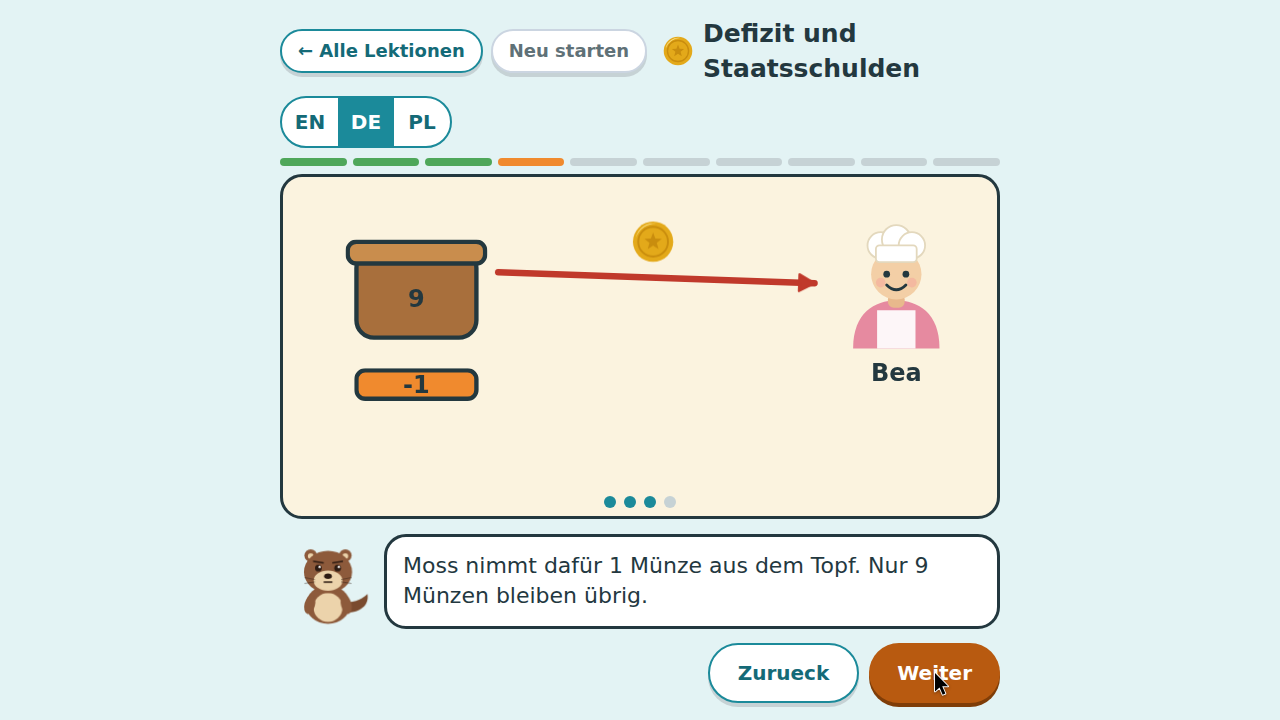 ← Alle Lektionen
Neu starten
Defizit und
Staatsschulden
EN DE PL
9
-1
Bea
Moss nimmt dafür 1 Münze aus dem Topf. Nur 9
Münzen bleiben übrig.
Zurueck
Weiter